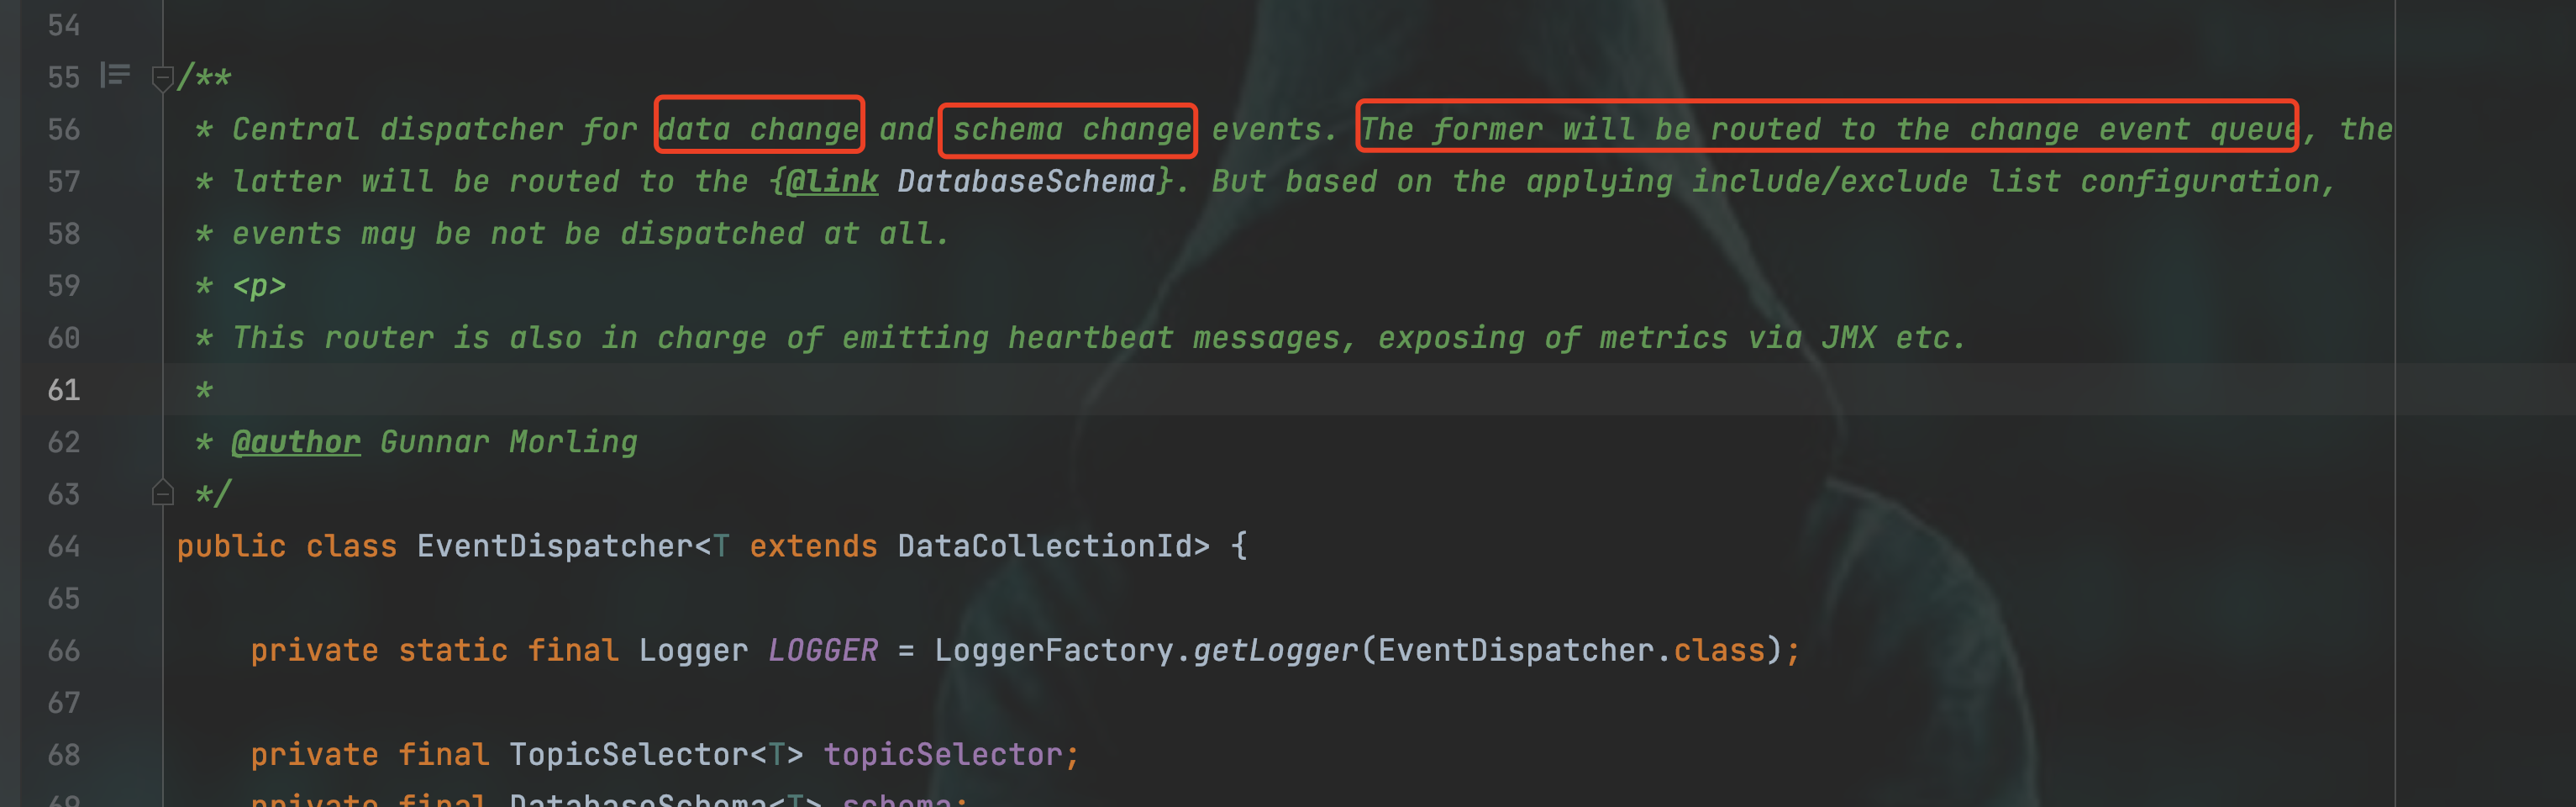 54
55 /**
56 * Central dispatcher for data change and schema change events. The former will be routed to the change event queue, the
57 * latter will be routed to the {@link DatabaseSchema}. But based on the applying include/exclude list configuration,
58 * events may be not be dispatched at all.
59 * <p>
60 * This router is also in charge of emitting heartbeat messages, exposing of metrics via JMX etc.
61 *
62 * @author Gunnar Morling
63 */
64 public class EventDispatcher<T extends DataCollectionId> {
65
66 private static final Logger LOGGER = LoggerFactory.getLogger(EventDispatcher.class);
67
68 private final TopicSelector<T> topicSelector;
69 private final DatabaseSchema<T> schema;